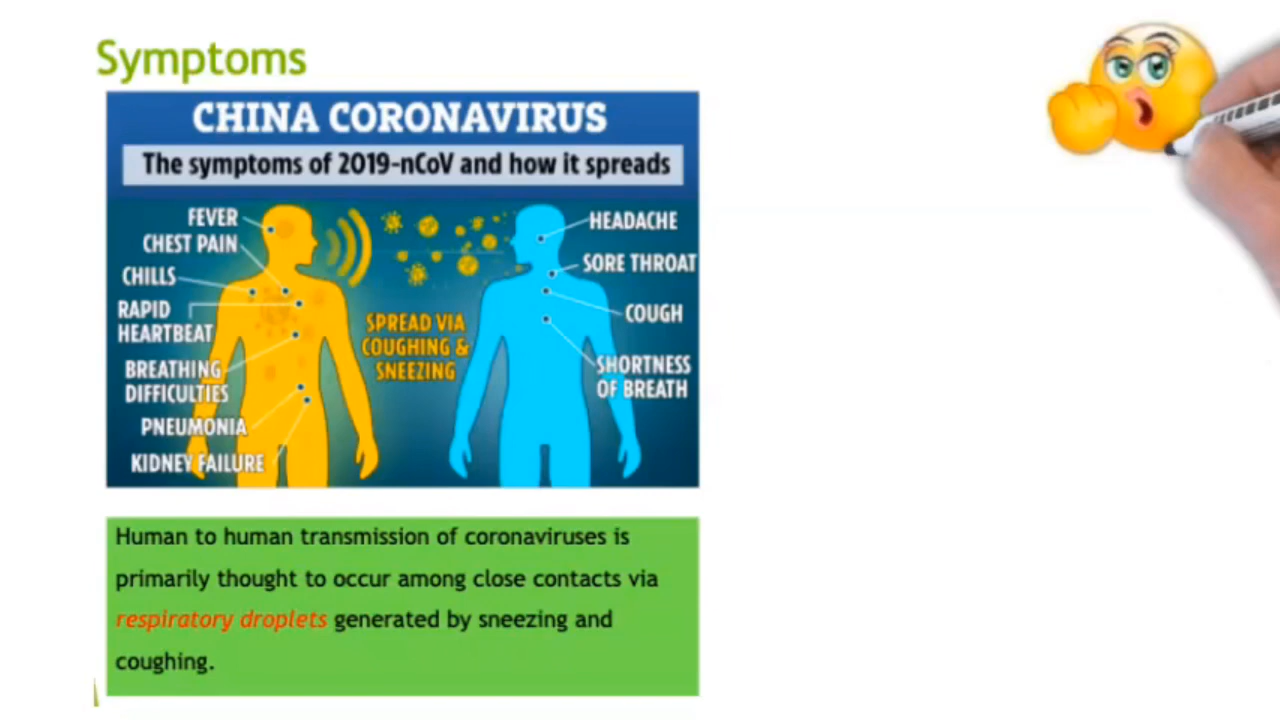 Symptoms
CHINA CORONAVIRUS
The symptoms of 2019-nCoV and how it spreads
FEVER
CHEST PAIN
CHILLS
RAPID
HEARTBEAT
BREATHING
DIFFICULTIES
PNEUMONIA
KIDNEY FAILURE
SPREAD VIA
COUGHING &
SNEEZING
HEADACHE
SORE THROAT
COUGH
SHORTNESS
OF BREATH
Human to human transmission of coronaviruses is
primarily thought to occur among close contacts via
respiratory droplets generated by sneezing and
coughing.